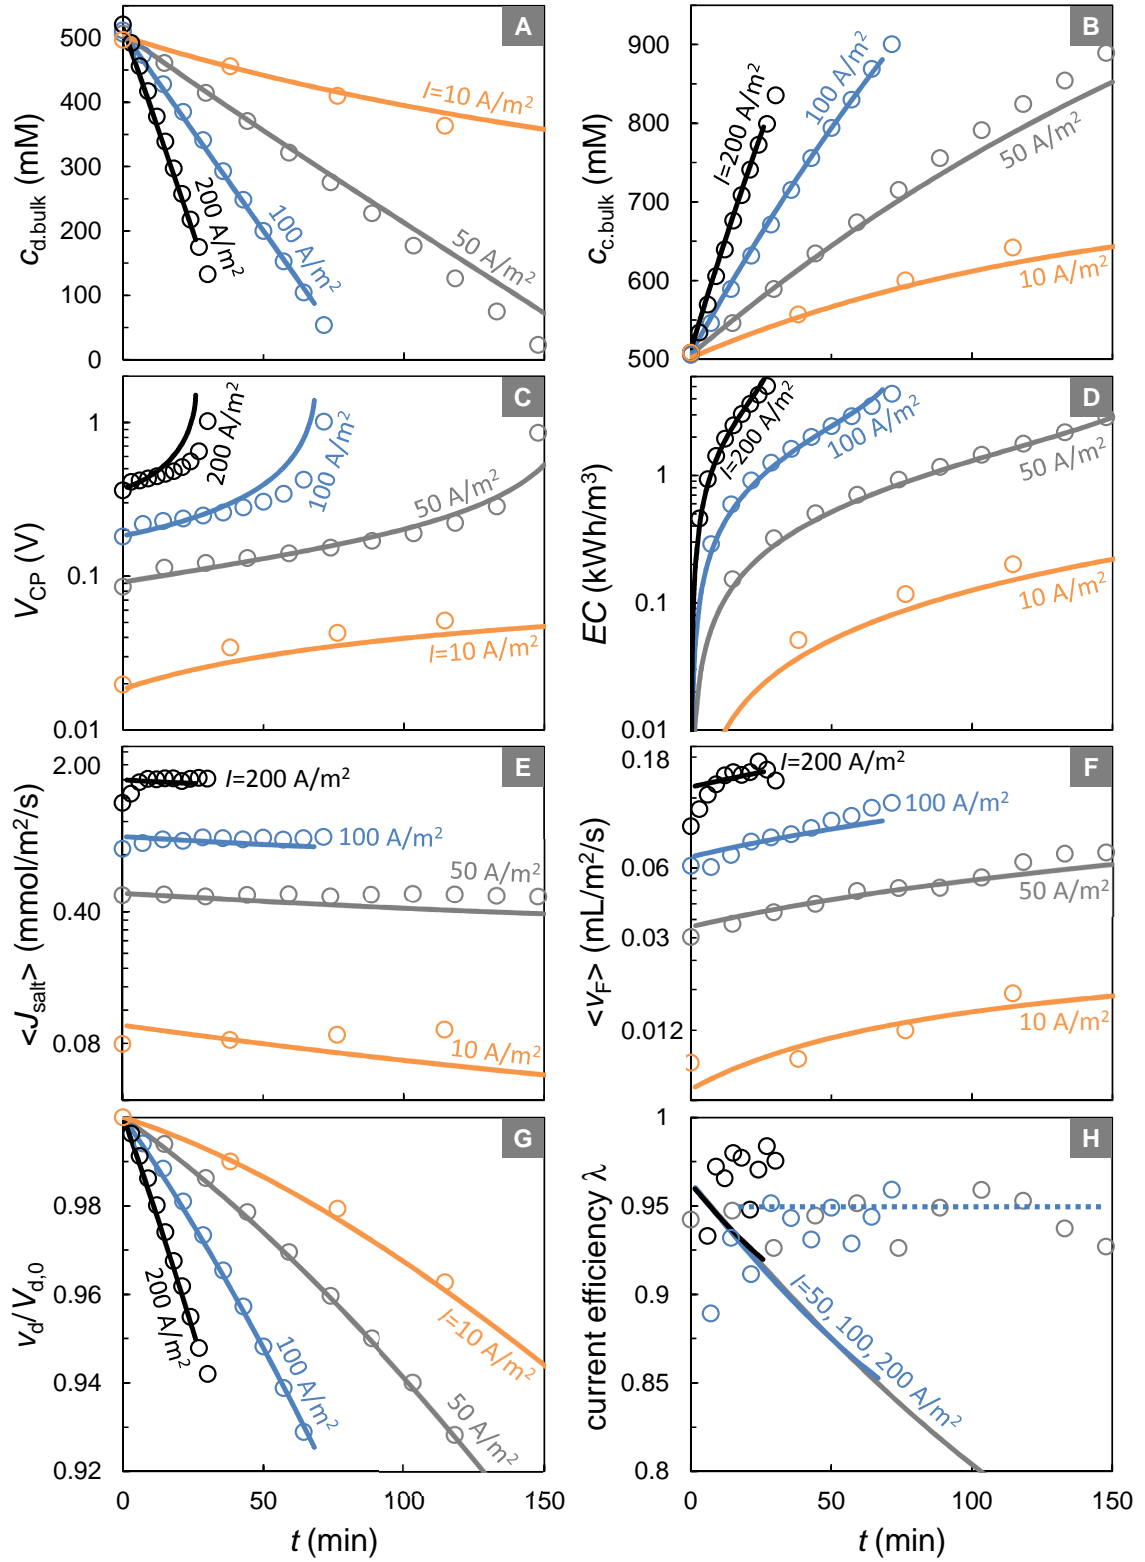 A
500
400
300
200
100
0
c_d.bulk (mM)
I=10 A/m²
50 A/m²
100 A/m²
200 A/m²
B
900
800
700
600
500
c_c.bulk (mM)
I=200 A/m²
100 A/m²
50 A/m²
10 A/m²
C
1
0.1
0.01
V_CP (V)
200 A/m²
100 A/m²
50 A/m²
I=10 A/m²
D
1
0.1
0.01
EC (kWh/m³)
I=200 A/m²
100 A/m²
50 A/m²
10 A/m²
E
2.00
0.40
0.08
<J_salt> (mmol/m²/s)
I=200 A/m²
100 A/m²
50 A/m²
10 A/m²
F
0.18
0.06
0.03
0.012
<v_F> (mL/m²/s)
I=200 A/m²
100 A/m²
50 A/m²
10 A/m²
G
0.98
0.96
0.94
0.92
v_d/V_d,0
200 A/m²
100 A/m²
50 A/m²
I=10 A/m²
0
50
100
150
t (min)
H
1
0.95
0.9
0.85
0.8
current efficiency λ
I=50, 100, 200 A/m²
0
50
100
150
t (min)